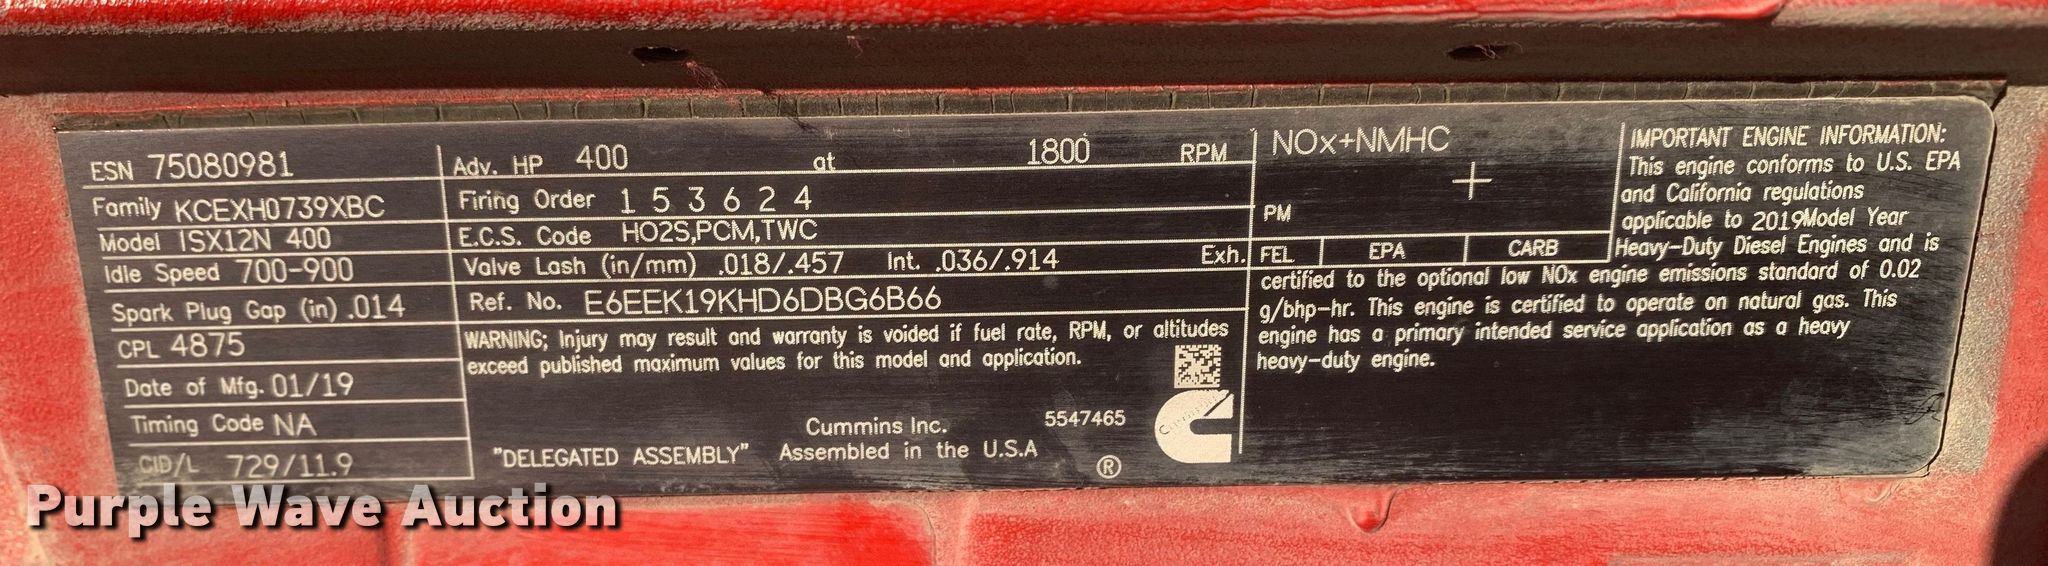 ESN 75080981
Family KCEXH0739XBC
Model ISX12N 400
Idle Speed 700-900
Spark Plug Gap (in) .014
CPL 4875
Date of Mfg. 01/19
Timing Code NA
CID/L 729/11.9
Adv. HP 400 at 1800 RPM
Firing Order 1 5 3 6 2 4
E.C.S. Code HO2S,PCM,TWC
Valve Lash (in/mm) .018/.457 Int. .036/.914 Exh.
Ref. No. E6EEK19KHD6DBG6B66
WARNING; Injury may result and warranty is voided if fuel rate, RPM, or altitudes
exceed published maximum values for this model and application.
Cummins Inc. 5547465
"DELEGATED ASSEMBLY" Assembled in the U.S.A
®
Cummins
NOx+NMHC
+
PM
FEL EPA CARB
IMPORTANT ENGINE INFORMATION:
This engine conforms to U.S. EPA
and California regulations
applicable to 2019Model Year
Heavy-Duty Diesel Engines and is
certified to the optional low NOx engine emissions standard of 0.02
g/bhp-hr. This engine is certified to operate on natural gas. This
engine has a primary intended service application as a heavy
heavy-duty engine.
Purple Wave Auction